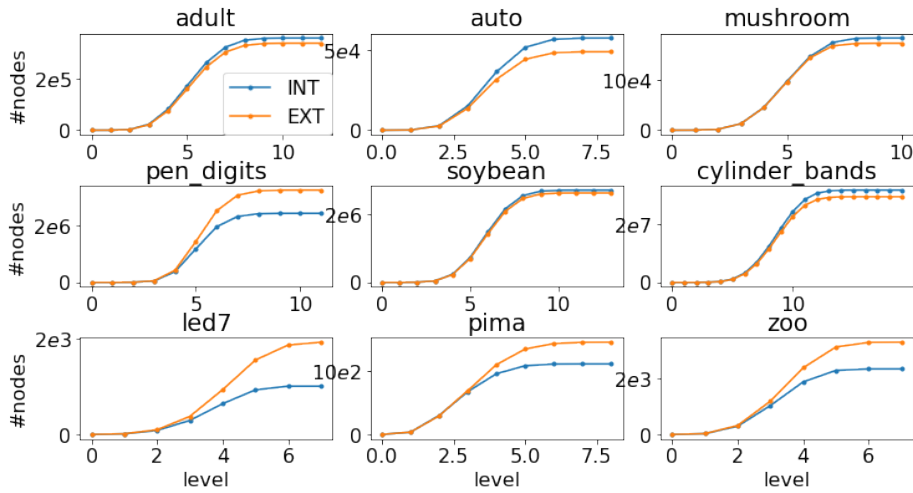 adult
auto
mushroom
#nodes
2e5
0
INT
EXT
5e4
0
10e4
0
0 5 10
0.0 2.5 5.0 7.5
0 5 10
pen_digits
soybean
cylinder_bands
#nodes
2e6
0
2e6
0
2e7
0
5 10
0 5 10
0 10
led7
pima
zoo
#nodes
2e3
0
10e2
0
2e3
0
0 2 4 6
0.0 2.5 5.0 7.5
0 2 4 6
level
level
level